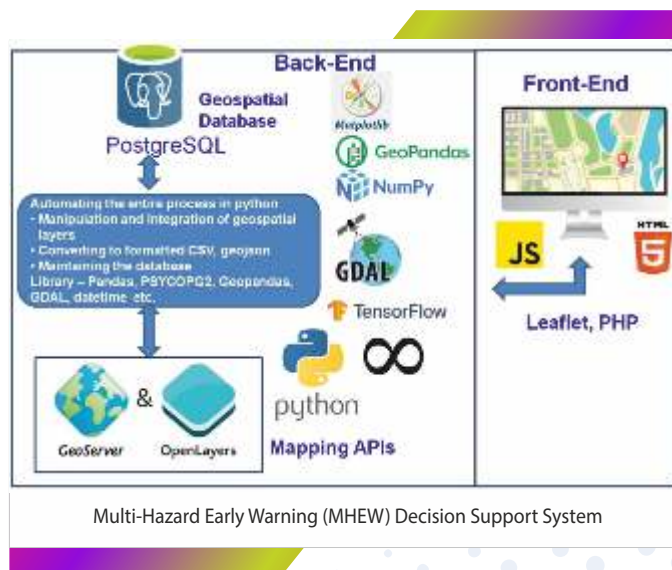 Back-End
Geospatial
Database
PostgreSQL
Automating the entire process in python
- Manipulation and integration of geospatial
layers
• Converting to formatted CSV, geojson
• Maintaining the database
Library – Pandas, PSYCOPG2, Geopandas,
GDAL, datetime etc.
GeoServer
&
OpenLayers
Matplotlib
GeoPandas
NumPy
GDAL
TensorFlow
python
Mapping APIs
Front-End
JS
HTML
5
Leaflet, PHP
Multi-Hazard Early Warning (MHEW) Decision Support System